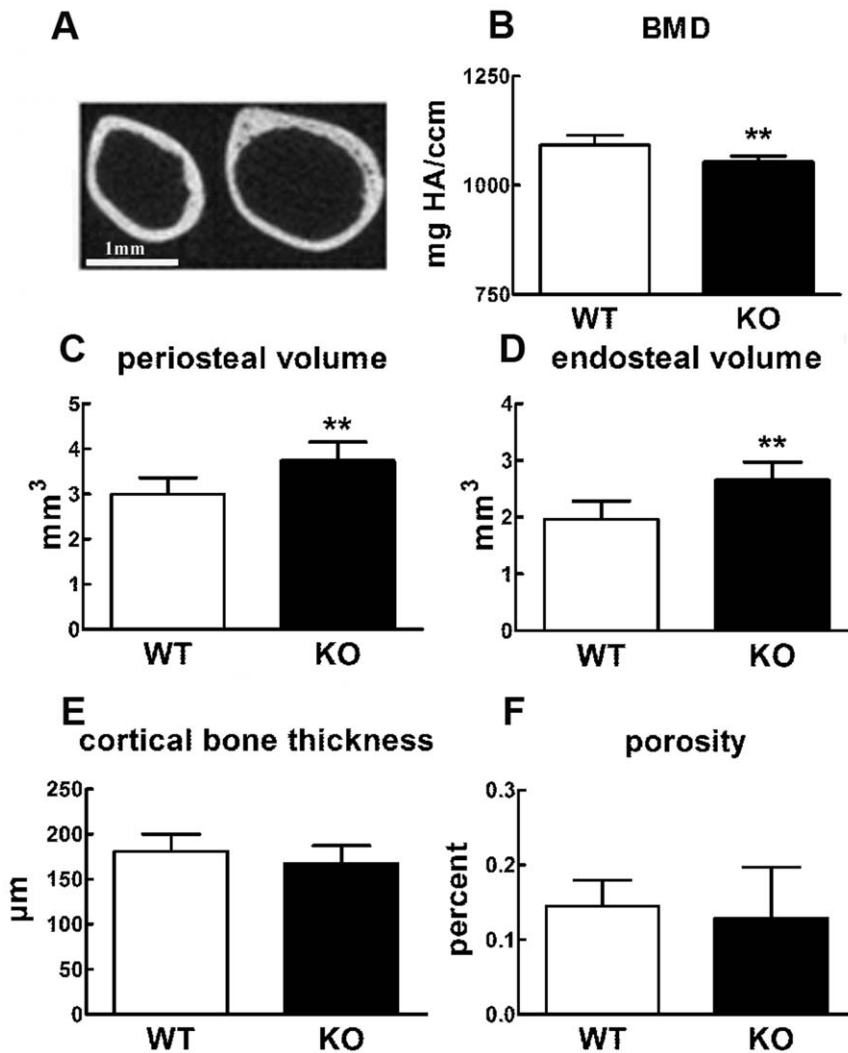 A
1mm
B
BMD
mg HA/ccm
1250
1000
750
**
WT
KO
C
periosteal volume
mm3
5
4
3
2
1
0
**
WT
KO
D
endosteal volume
mm3
4
3
2
1
0
**
WT
KO
E
cortical bone thickness
µm
250
200
150
100
50
0
WT
KO
F
porosity
percent
0.3
0.2
0.1
0.0
WT
KO